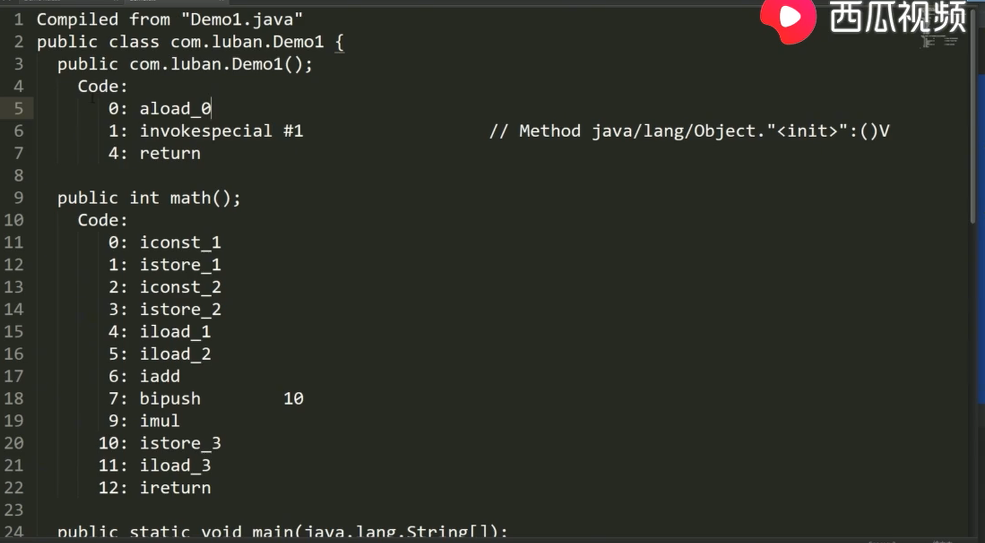 西瓜视频
1 Compiled from "Demo1.java"
2 public class com.luban.Demo1 {
3 public com.luban.Demo1();
4 Code:
5 0: aload_0
6 1: invokespecial #1 // Method java/lang/Object."<init>":()V
7 4: return
8
9 public int math();
10 Code:
11 0: iconst_1
12 1: istore_1
13 2: iconst_2
14 3: istore_2
15 4: iload_1
16 5: iload_2
17 6: iadd
18 7: bipush 10
19 9: imul
20 10: istore_3
21 11: iload_3
22 12: ireturn
23
24 public static void main(java.lang.String[]);